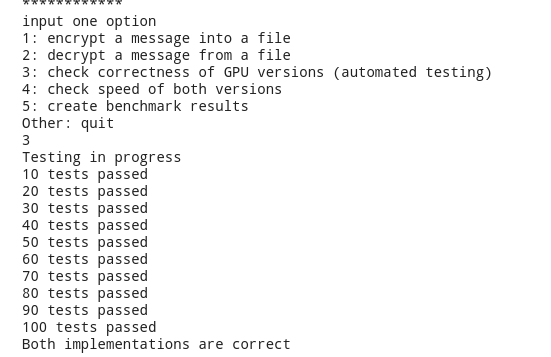 ************
input one option
1: encrypt a message into a file
2: decrypt a message from a file
3: check correctness of GPU versions (automated testing)
4: check speed of both versions
5: create benchmark results
Other: quit
3
Testing in progress
10 tests passed
20 tests passed
30 tests passed
40 tests passed
50 tests passed
60 tests passed
70 tests passed
80 tests passed
90 tests passed
100 tests passed
Both implementations are correct